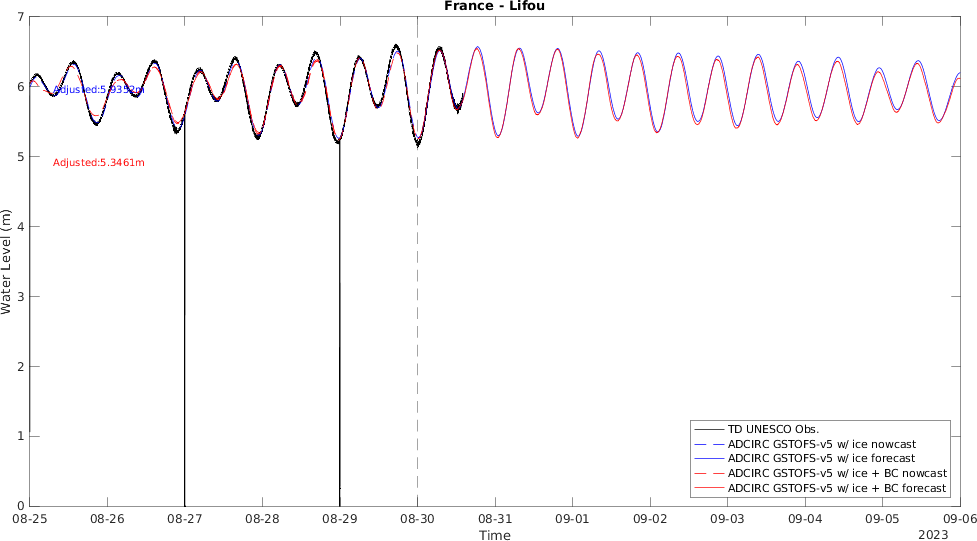 France - Lifou
7
6
5
4
3
2
1
0
Water Level (m)
Adjusted:5.9352m
Adjusted:5.3461m
TD UNESCO Obs.
ADCIRC GSTOFS-v5 w/ ice nowcast
ADCIRC GSTOFS-v5 w/ ice forecast
ADCIRC GSTOFS-v5 w/ ice + BC nowcast
ADCIRC GSTOFS-v5 w/ ice + BC forecast
08-25 08-26 08-27 08-28 08-29 08-30 08-31 09-01 09-02 09-03 09-04 09-05 09-06
Time
2023